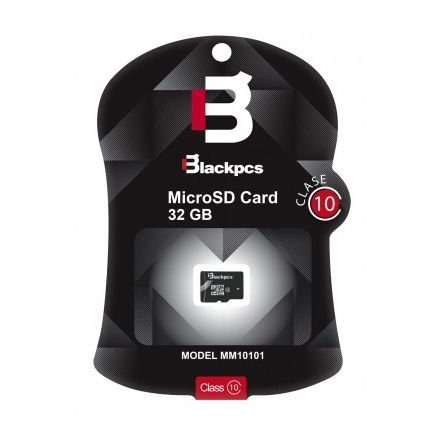 B
Blackpcs
CLASE
10
MicroSD Card
32 GB
Blackpcs
MODEL MM10101
Class 10